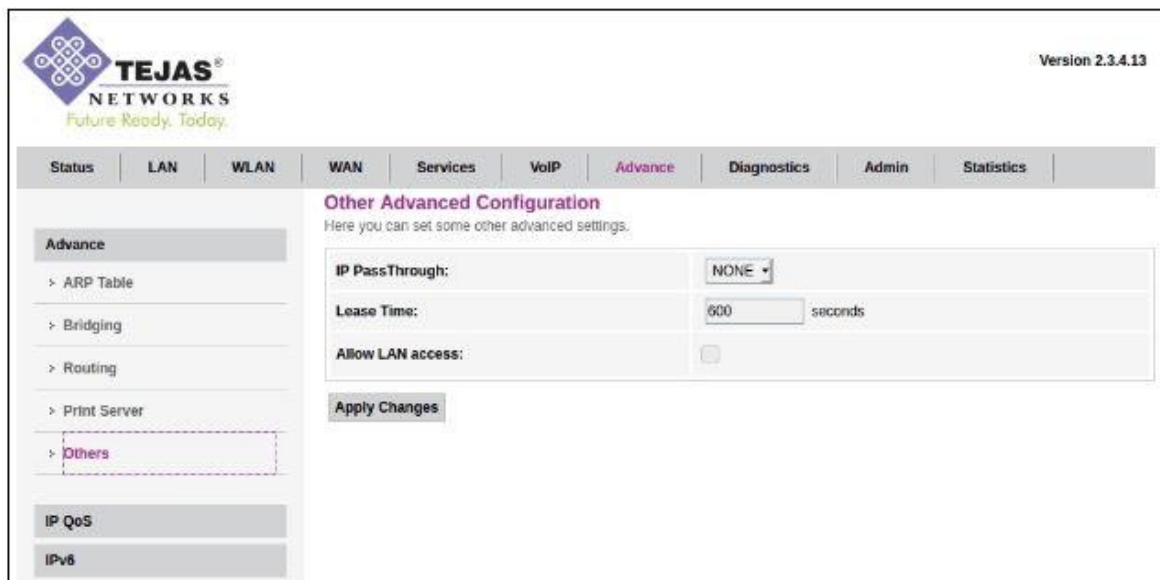 TEJAS®
NETWORKS
Future Ready. Today.
Version 2.3.4.13
Status LAN WLAN WAN Services VoIP Advance Diagnostics Admin Statistics
Other Advanced Configuration
Here you can set some other advanced settings.
Advance
> ARP Table
> Bridging
> Routing
> Print Server
> Others
IP QoS
IPv6
IP PassThrough: NONE
Lease Time: 600 seconds
Allow LAN access:
Apply Changes